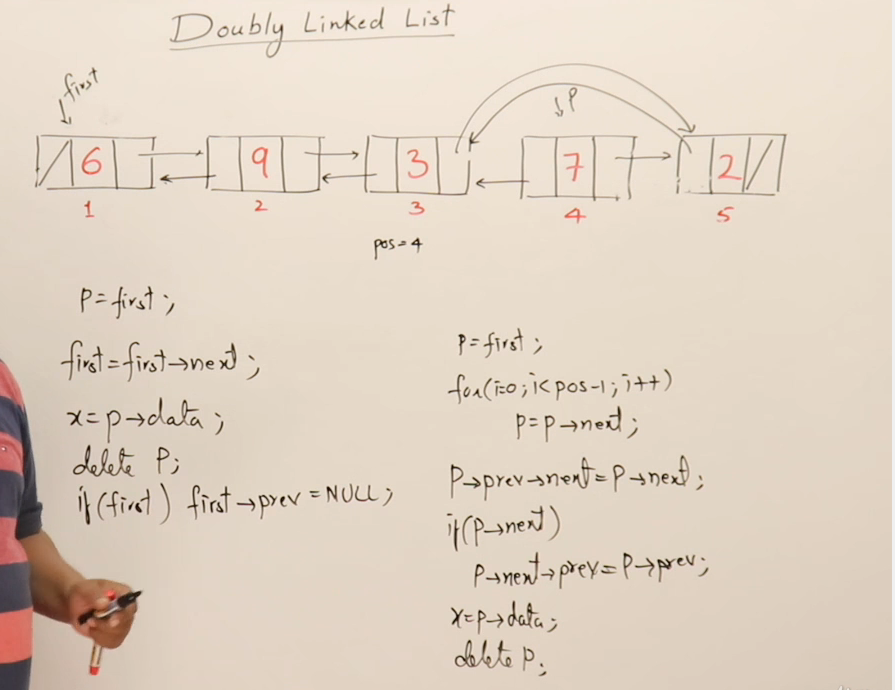 Doubly Linked List
first
P
6 9 3 7 2
1 2 3 4 5
pos=4
P=first;
first=first→next;
x=p→data;
delete P;
if(first) first→prev=NULL;
P=first;
for(i=0;i<pos-1;i++)
P=P→next;
P→prev→next=P→next;
if(P→next)
P→next→prev=P→prev;
x=P→data;
delete P;